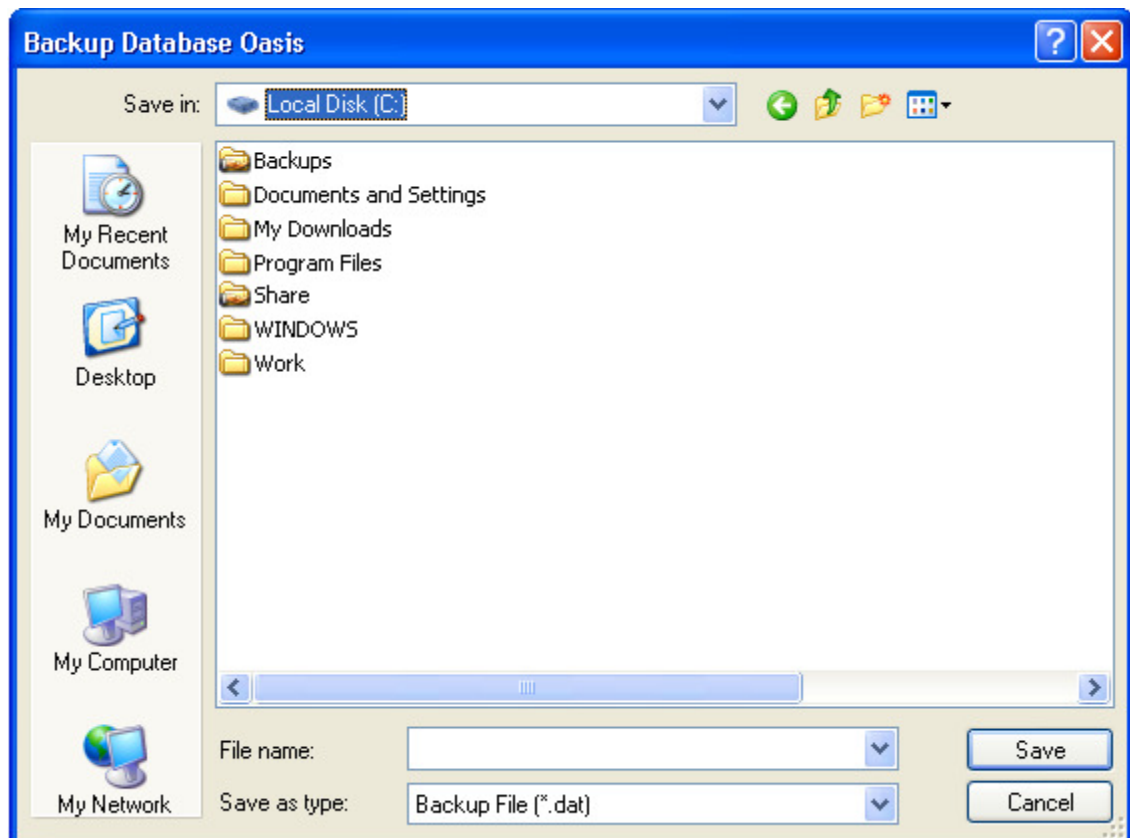 Backup Database Oasis
Save in:
Local Disk (C:)
My Recent
Documents
Desktop
My Documents
My Computer
My Network
Backups
Documents and Settings
My Downloads
Program Files
Share
WINDOWS
Work
File name:
Save
Save as type:
Backup File (*.dat)
Cancel